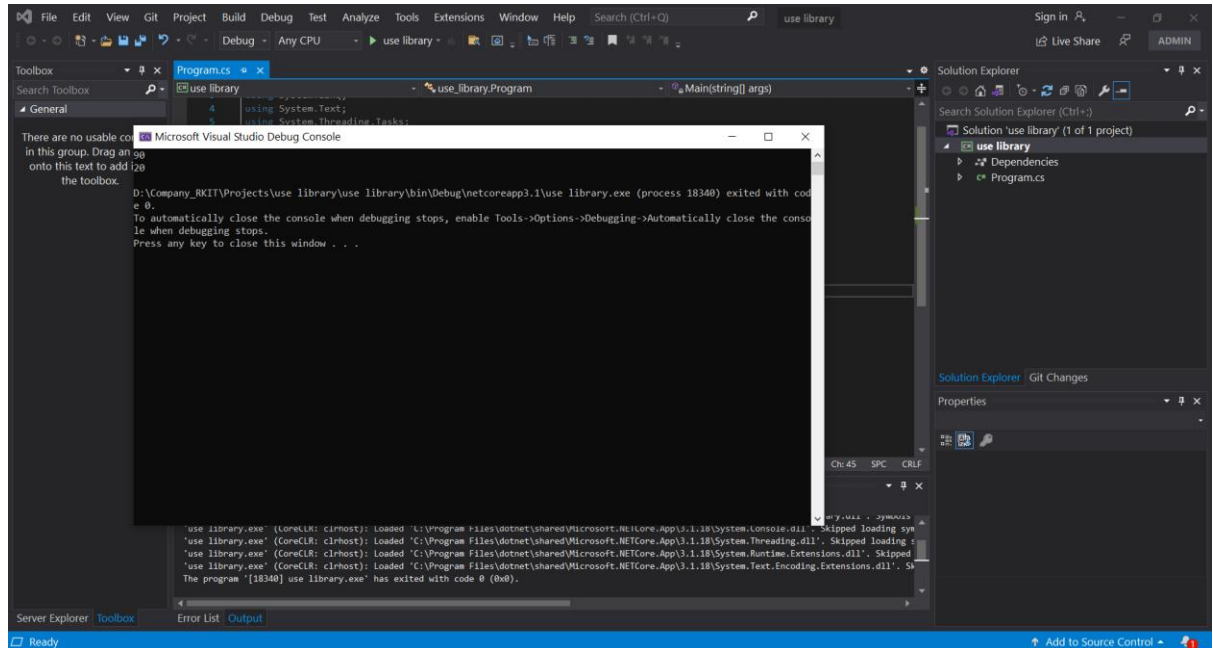 File Edit View Git Project Build Debug Test Analyze Tools Extensions Window Help Search (Ctrl+Q) use library Sign in
Debug Any CPU use library Live Share ADMIN
Toolbox
Search Toolbox
General
There are no usable con
in this group. Drag an
onto this text to add i
the toolbox.
Program.cs
use library use_library.Program Main(string[] args)
4 using System.Text;
5 using System.Threading.Tasks;
Microsoft Visual Studio Debug Console
90
20
D:\Company_RKIT\Projects\use library\use library\bin\Debug\netcoreapp3.1\use library.exe (process 18340) exited with cod
e 0.
To automatically close the console when debugging stops, enable Tools->Options->Debugging->Automatically close the conso
le when debugging stops.
Press any key to close this window . . .
Ch: 45 SPC CRLF
'use library.exe' (CoreCLR: clrhost): Loaded 'C:\Program Files\dotnet\shared\Microsoft.NETCore.App\3.1.18\System.Console.dll'. Skipped loading sym
'use library.exe' (CoreCLR: clrhost): Loaded 'C:\Program Files\dotnet\shared\Microsoft.NETCore.App\3.1.18\System.Threading.dll'. Skipped loading s
'use library.exe' (CoreCLR: clrhost): Loaded 'C:\Program Files\dotnet\shared\Microsoft.NETCore.App\3.1.18\System.Runtime.Extensions.dll'. Skipped
'use library.exe' (CoreCLR: clrhost): Loaded 'C:\Program Files\dotnet\shared\Microsoft.NETCore.App\3.1.18\System.Text.Encoding.Extensions.dll'. Sk
The program '[18340] use library.exe' has exited with code 0 (0x0).
Solution Explorer
Search Solution Explorer (Ctrl+;)
Solution 'use library' (1 of 1 project)
use library
Dependencies
Program.cs
Solution Explorer Git Changes
Properties
Server Explorer Toolbox Error List Output
Ready Add to Source Control